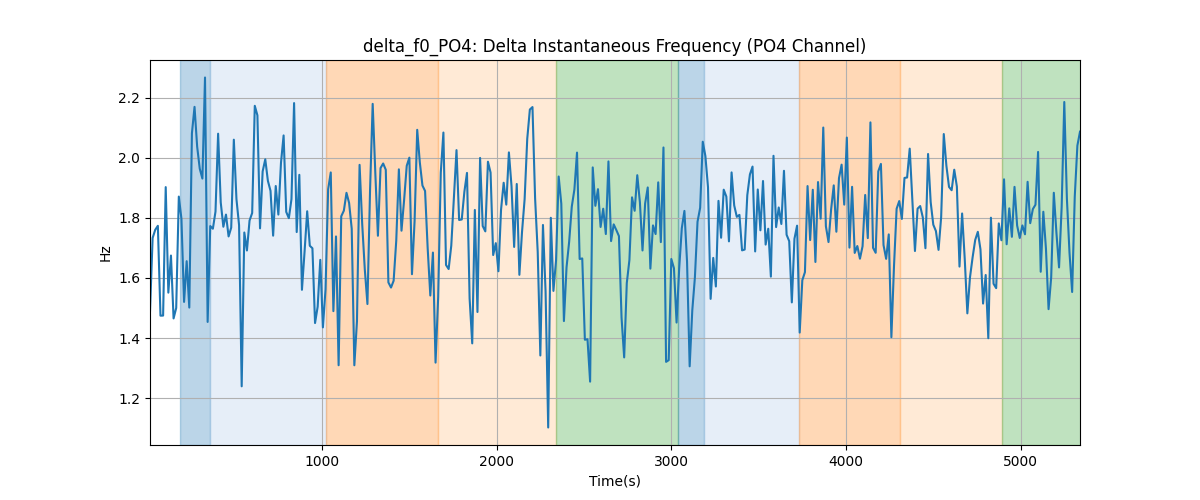 delta_f0_PO4: Delta Instantaneous Frequency (PO4 Channel)
Hz
2.2
2.0
1.8
1.6
1.4
1.2
1000 2000 3000 4000 5000
Time(s)